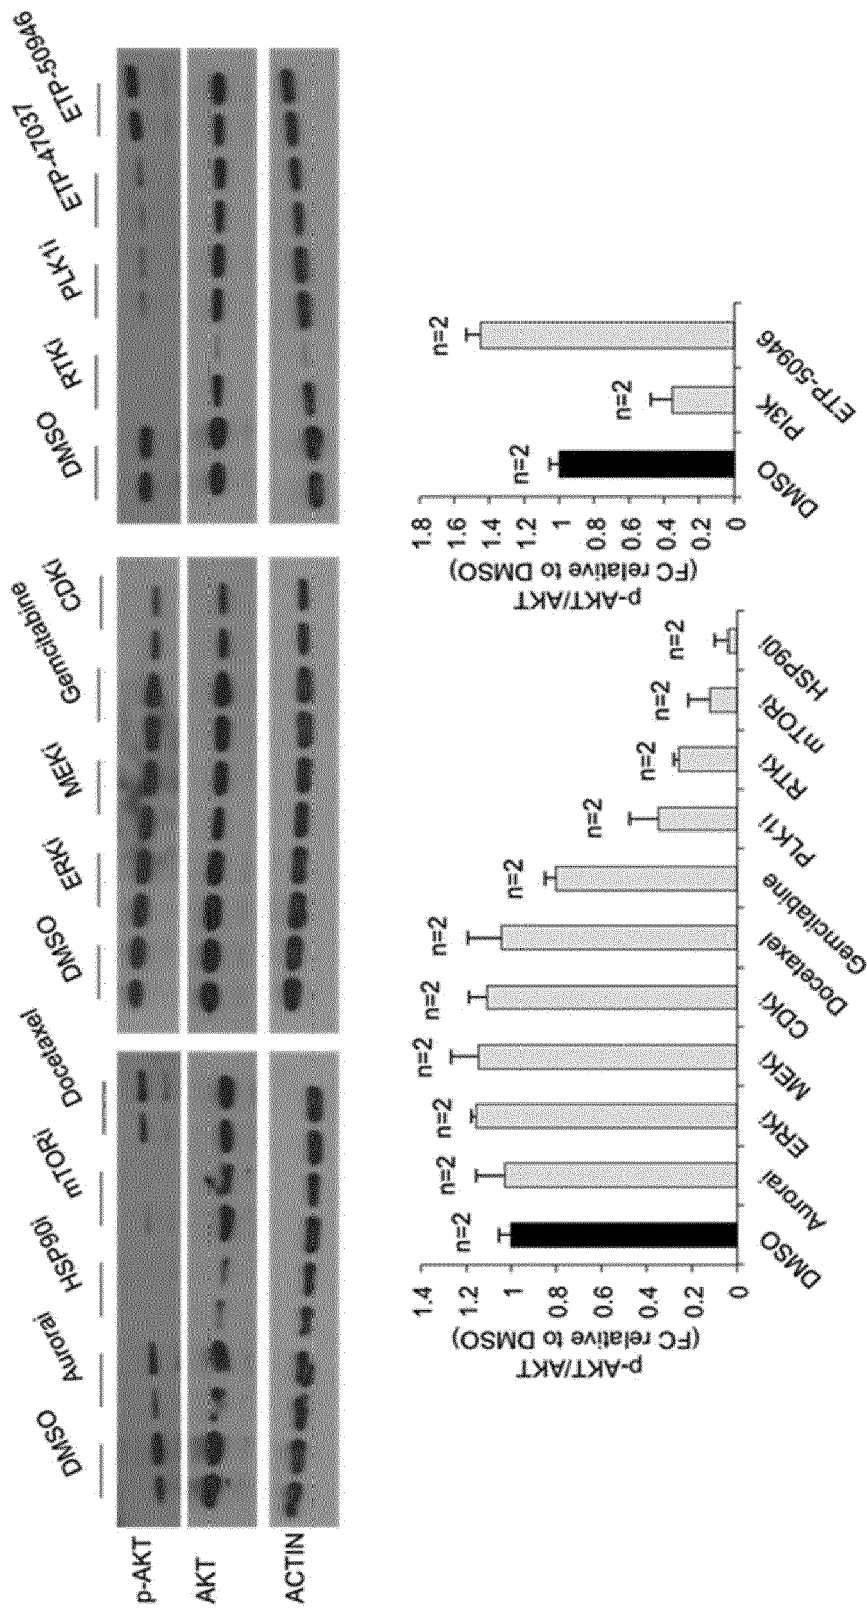 DMSO Aurorai HSP90i mTORi Docetaxel DMSO ERKi MEKi Gemcitabine CDKi DMSO RTKi PLK1i ETP-47037 ETP-50946
p-AKT
AKT
ACTIN
p-AKT/AKT
(FC relative to DMSO)
1.4
1.2
1
0.8
0.6
0.4
0.2
0
n=2 n=2 n=2 n=2 n=2 n=2 n=2 n=2 n=2 n=2 n=2
DMSO Aurorai ERKi MEKi CDKi Docetaxel Gemcitabine PLK1i RTKi mTORi HSP90i
p-AKT/AKT
(FC relative to DMSO)
1.8
1.6
1.4
1.2
1
0.8
0.6
0.4
0.2
0
n=2 n=2 n=2
DMSO PI3K ETP-50946